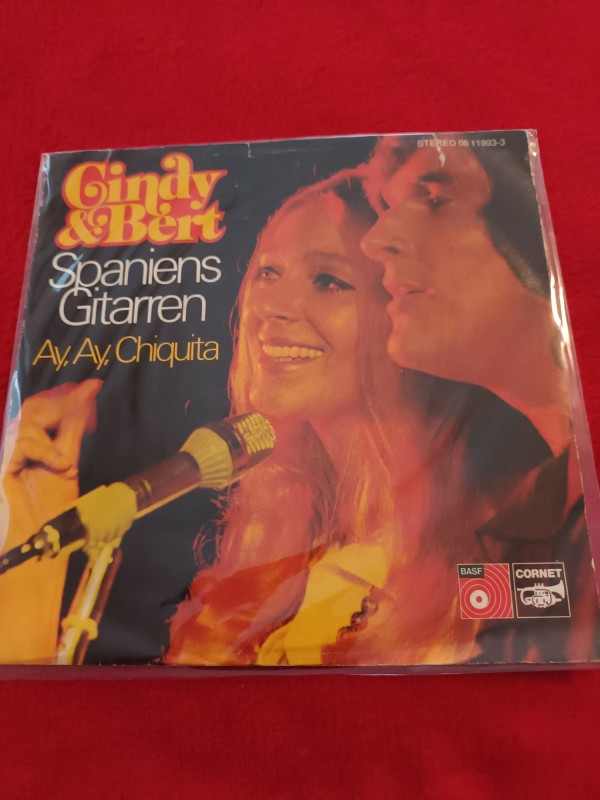 STEREO 06 11993-3
Cindy
& Bert
Spaniens
Gitarren
Ay, Ay, Chiquita
BASF
CORNET